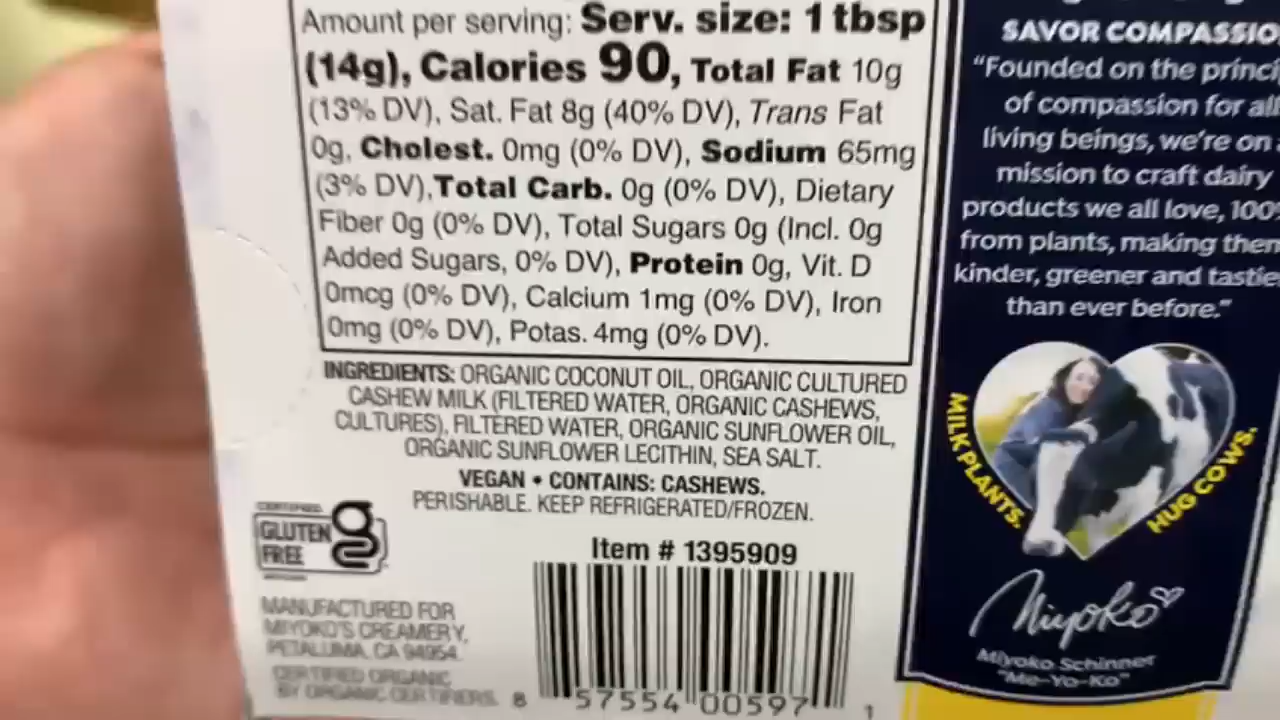 Amount per serving: Serv. size: 1 tbsp
(14g), Calories 90, Total Fat 10g
(13% DV), Sat. Fat 8g (40% DV), Trans Fat
0g, Cholest. 0mg (0% DV), Sodium 65mg
(3% DV), Total Carb. 0g (0% DV), Dietary
Fiber 0g (0% DV), Total Sugars 0g (Incl. 0g
Added Sugars, 0% DV), Protein 0g, Vit. D
0mcg (0% DV), Calcium 1mg (0% DV), Iron
0mg (0% DV), Potas. 4mg (0% DV).
INGREDIENTS: ORGANIC COCONUT OIL, ORGANIC CULTURED
CASHEW MILK (FILTERED WATER, ORGANIC CASHEWS,
CULTURES), FILTERED WATER, ORGANIC SUNFLOWER OIL,
ORGANIC SUNFLOWER LECITHIN, SEA SALT.
VEGAN • CONTAINS: CASHEWS.
PERISHABLE. KEEP REFRIGERATED/FROZEN.
CERTIFIED
GLUTEN
FREE
Item # 1395909
MANUFACTURED FOR
MIYOKO'S CREAMERY,
PETALUMA, CA 94954
CERTIFIED ORGANIC
BY ORGANIC CERTIFIERS.
8 57554 00597 1
SAVOR COMPASSIO
"Founded on the princi
of compassion for all
living beings, we're on
mission to craft dairy
products we all love, 100
from plants, making them
kinder, greener and tastie
than ever before."
MILK PLANTS.
HUG COWS.
Miyoko
Miyoko Schinner
"Me-Yo-Ko"